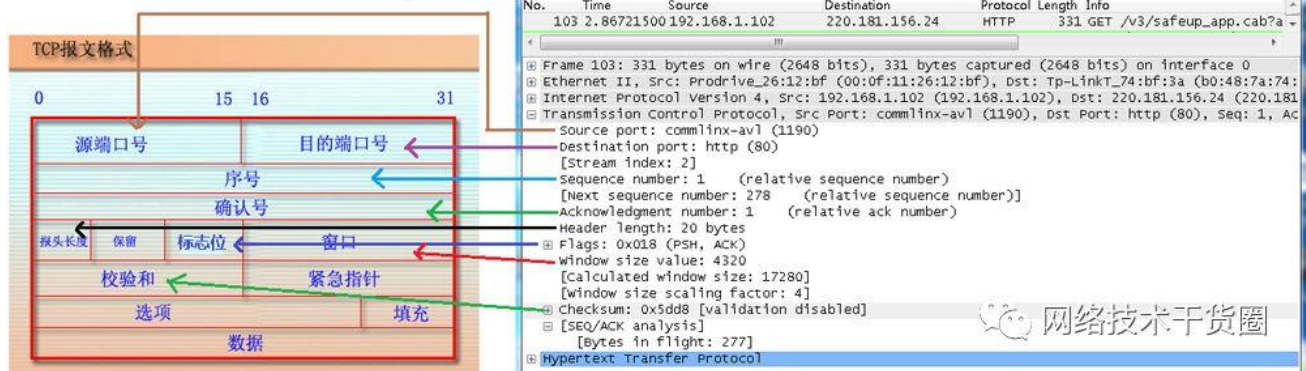 TCP报文格式
0 15 16 31
源端口号 目的端口号
序号
确认号
报头长度 保留 标志位 窗口
校验和 紧急指针
选项 填充
数据
No. Time Source Destination Protocol Length Info
103 2.86721500 192.168.1.102 220.181.156.24 HTTP 331 GET /v3/safeup_app.cab?a
Frame 103: 331 bytes on wire (2648 bits), 331 bytes captured (2648 bits) on interface 0
Ethernet II, Src: Prodrive_26:12:bf (00:0f:11:26:12:bf), Dst: Tp-LinkT_74:bf:3a (b0:48:7a:74:
Internet Protocol Version 4, Src: 192.168.1.102 (192.168.1.102), Dst: 220.181.156.24 (220.181
Transmission Control Protocol, Src Port: commlinx-avl (1190), Dst Port: http (80), Seq: 1, Ac
Source port: commlinx-avl (1190)
Destination port: http (80)
[Stream index: 2]
Sequence number: 1 (relative sequence number)
[Next sequence number: 278 (relative sequence number)]
Acknowledgment number: 1 (relative ack number)
Header length: 20 bytes
Flags: 0x018 (PSH, ACK)
Window size value: 4320
[Calculated window size: 17280]
[Window size scaling factor: 4]
Checksum: 0x5dd8 [validation disabled]
[SEQ/ACK analysis]
[Bytes in flight: 277]
Hypertext Transfer Protocol
网络技术干货圈